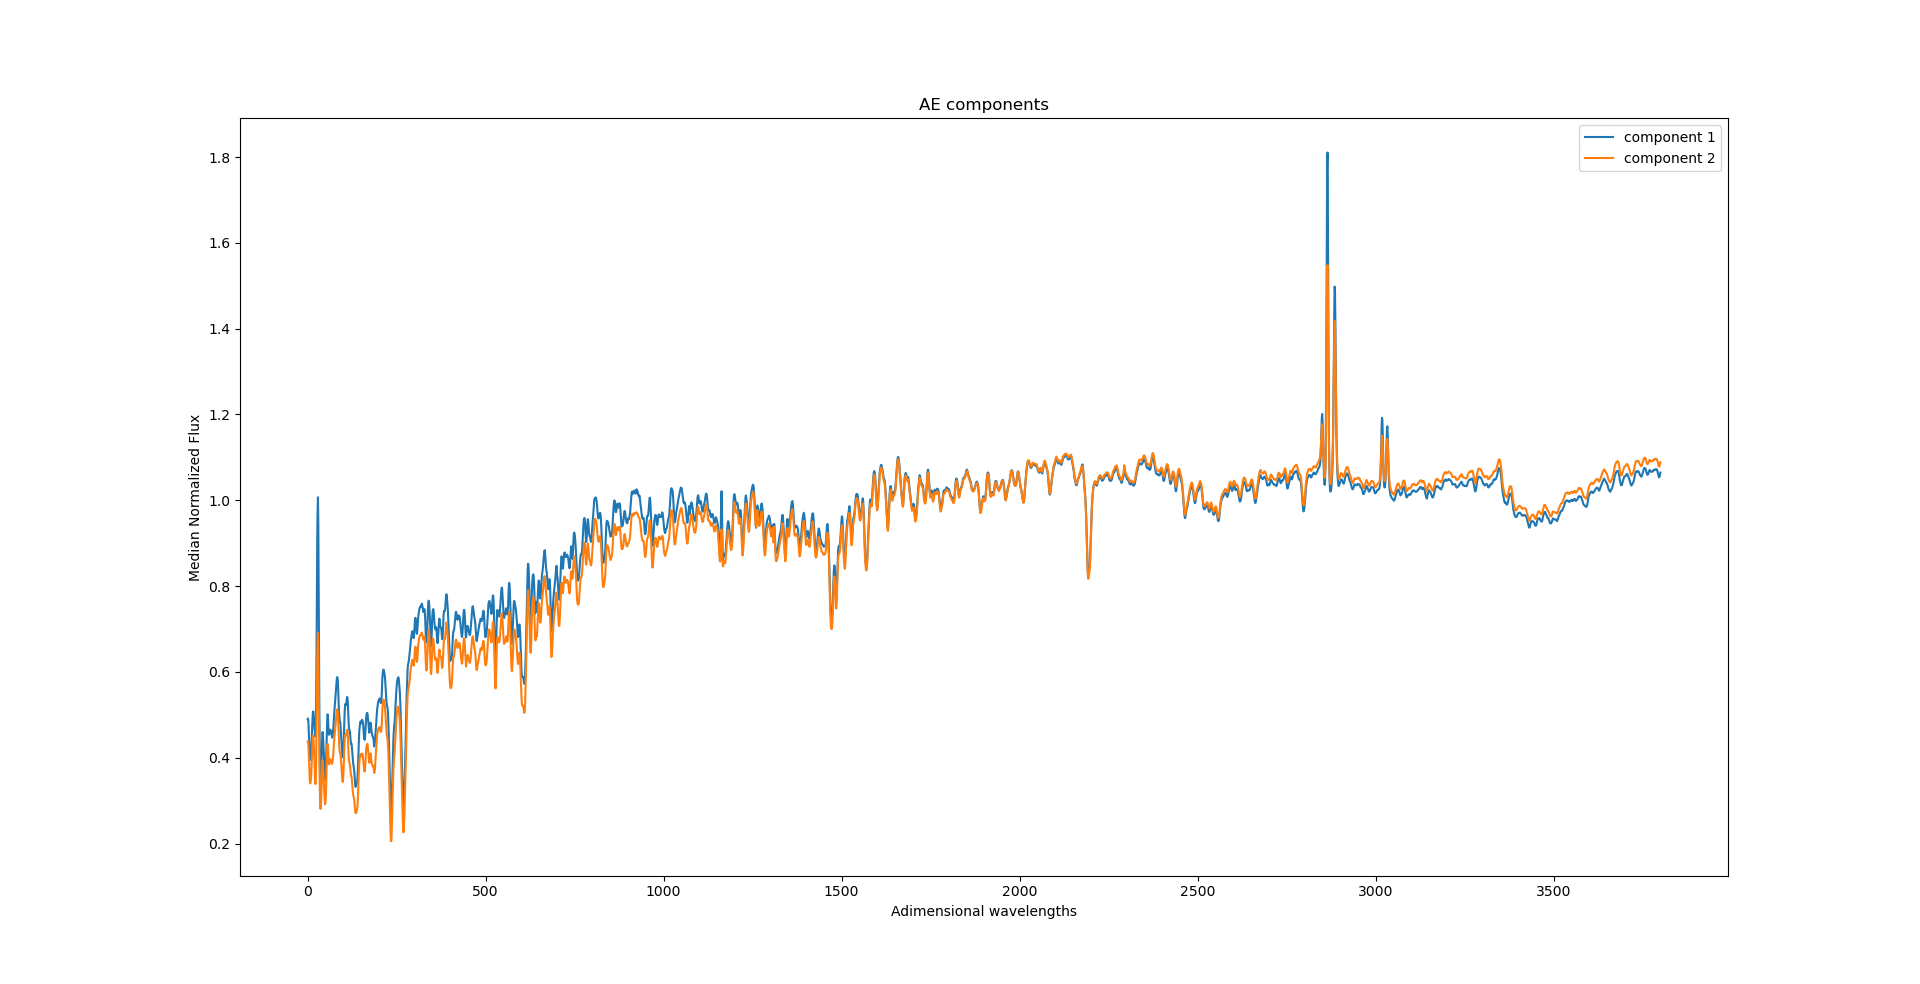 AE components
component 1
component 2
Median Normalized Flux
1.8
1.6
1.4
1.2
1.0
0.8
0.6
0.4
0.2
0 500 1000 1500 2000 2500 3000 3500
Adimensional wavelengths